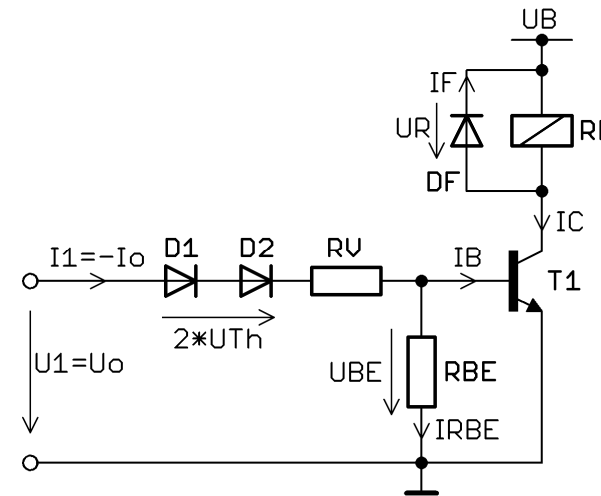 UB
IF
UR
R
DF
IC
I1=-Io
D1
D2
RV
IB
T1
2*UTh
U1=Uo
UBE
RBE
IRBE